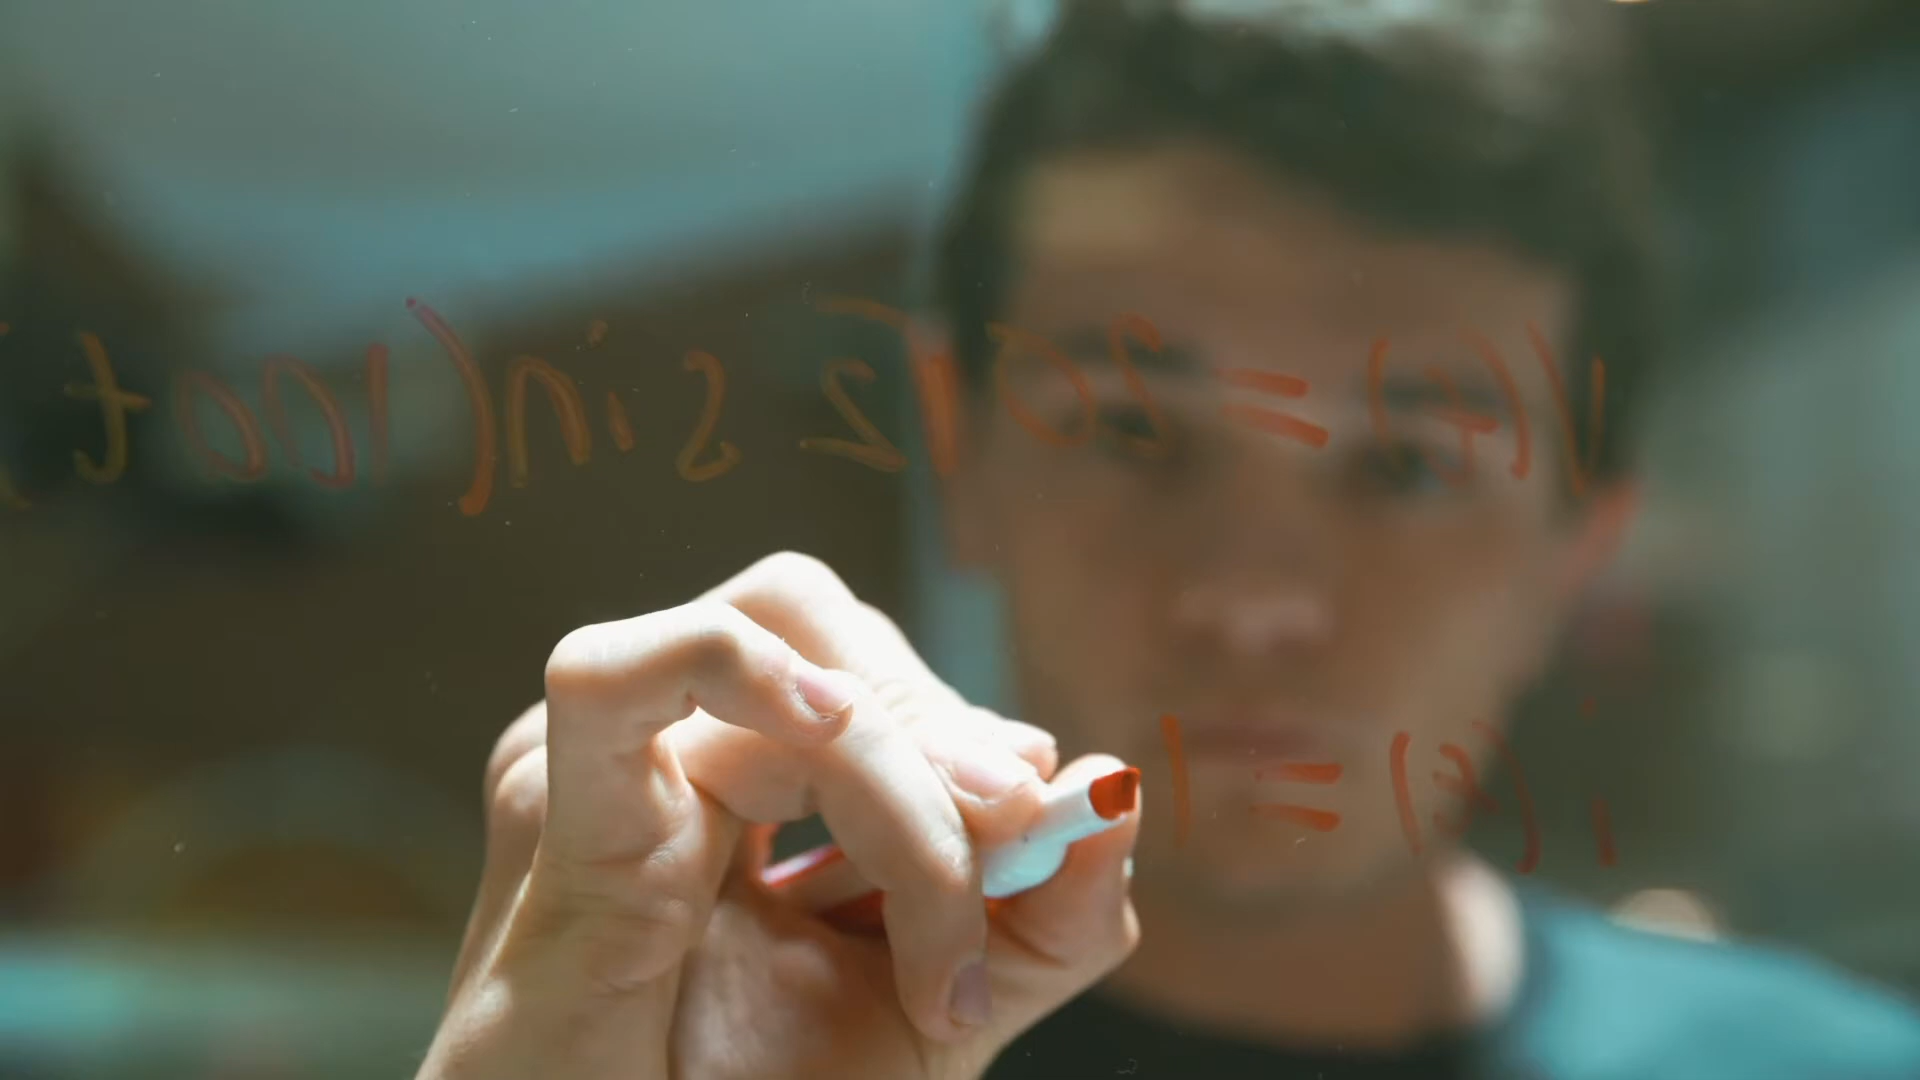 V(t) = 20√2 sin(100t
i(t) = 1